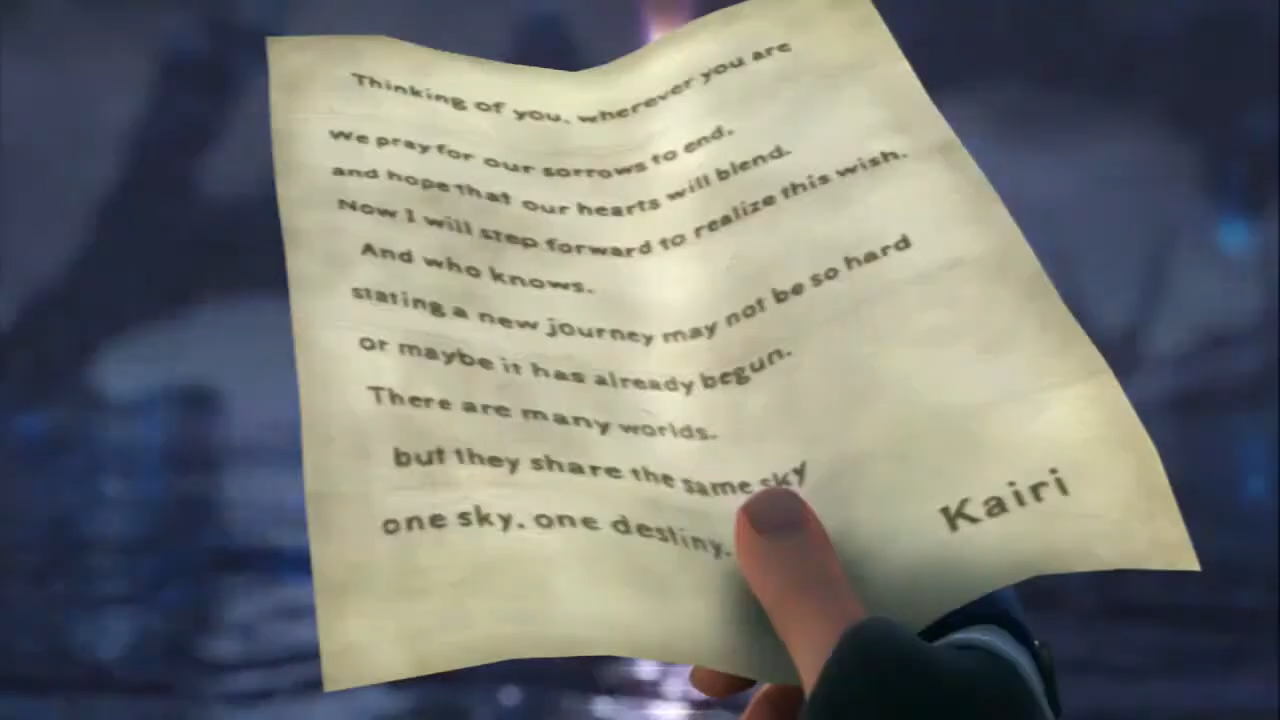 Thinking of you, wherever you are
We pray for our sorrows to end,
and hope that our hearts will blend.
Now I will step forward to realize this wish.
And who knows,
stating a new journey may not be so hard
or maybe it has already begun.
There are many worlds,
but they share the same sky
one sky, one destiny.
Kairi